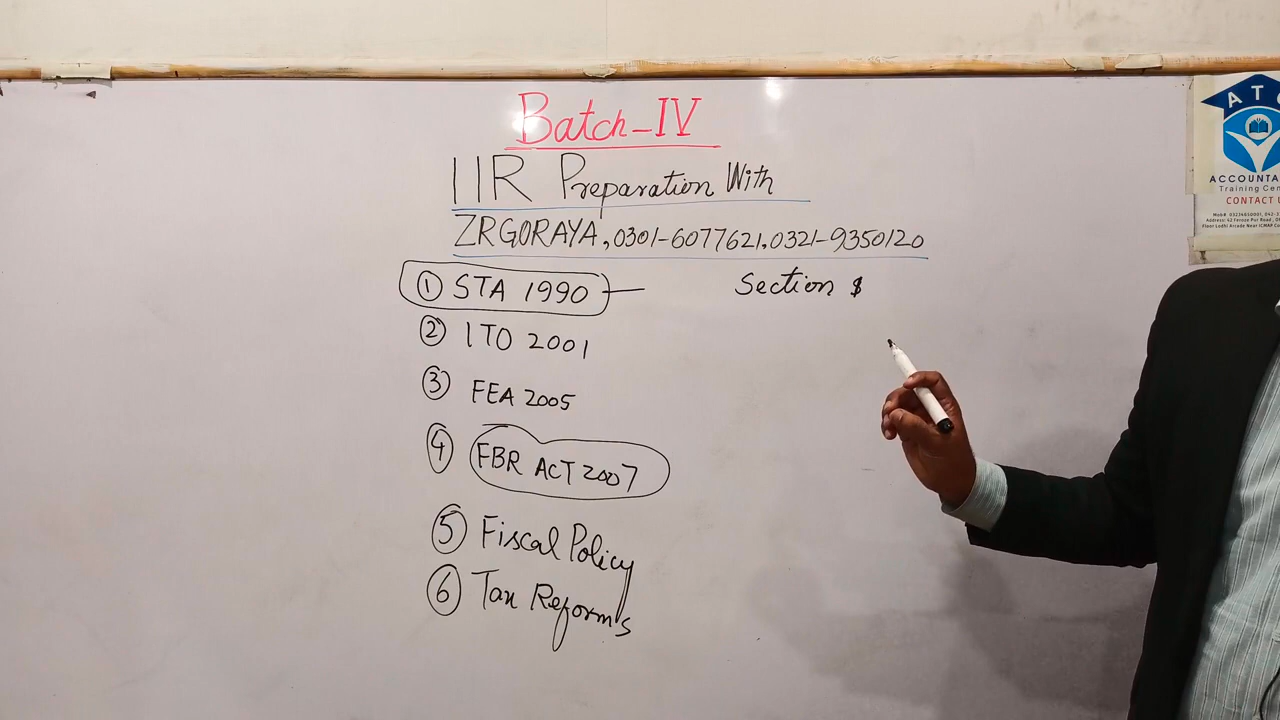 Batch-IV
IIR Preparation With
ZRGORAYA, 0301-6077621, 0321-9350120
① STA 1990 — Section $
② ITO 2001
③ FEA 2005
④ FBR ACT 2007
⑤ Fiscal Policy
⑥ Tax Reforms
ATC
ACCOUNTA
Training Cen
CONTACT U